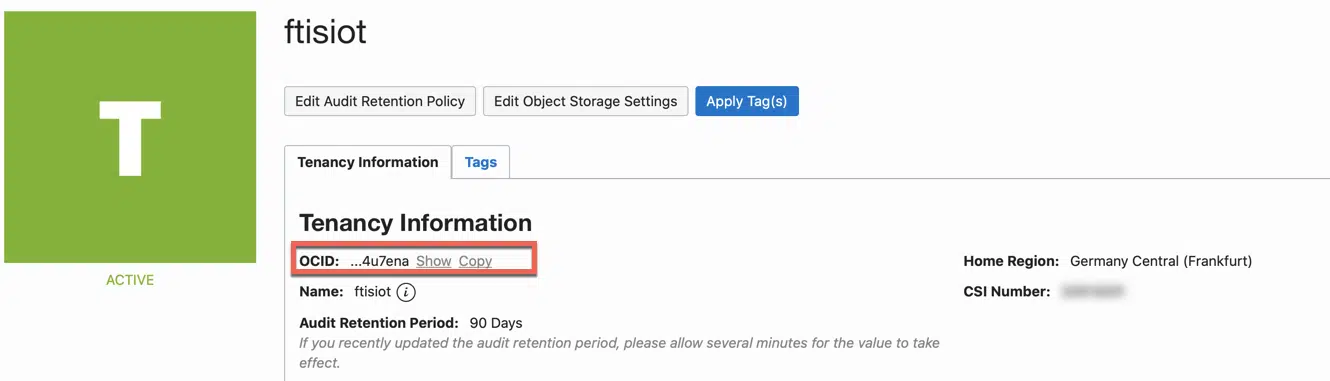 ftisiot
T
Edit Audit Retention Policy Edit Object Storage Settings Apply Tag(s)
Tenancy Information Tags
Tenancy Information
OCID: ...4u7ena Show Copy
Home Region: Germany Central (Frankfurt)
ACTIVE
Name: ftisiot i
CSI Number:
Audit Retention Period: 90 Days
If you recently updated the audit retention period, please allow several minutes for the value to take
effect.